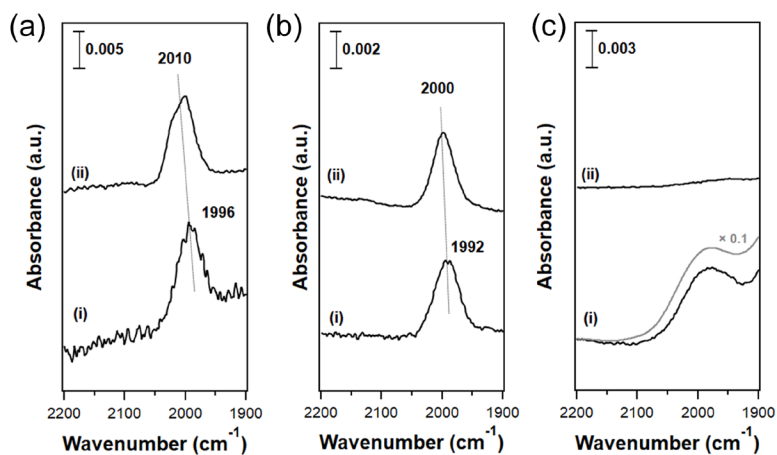 (a)
0.005
2010
(ii)
1996
(i)
Absorbance (a.u.)
2200 2100 2000 1900
Wavenumber (cm⁻¹)
(b)
0.002
2000
(ii)
1992
(i)
Absorbance (a.u.)
2200 2100 2000 1900
Wavenumber (cm⁻¹)
(c)
0.003
(ii)
× 0.1
(i)
Absorbance (a.u.)
2200 2100 2000 1900
Wavenumber (cm⁻¹)